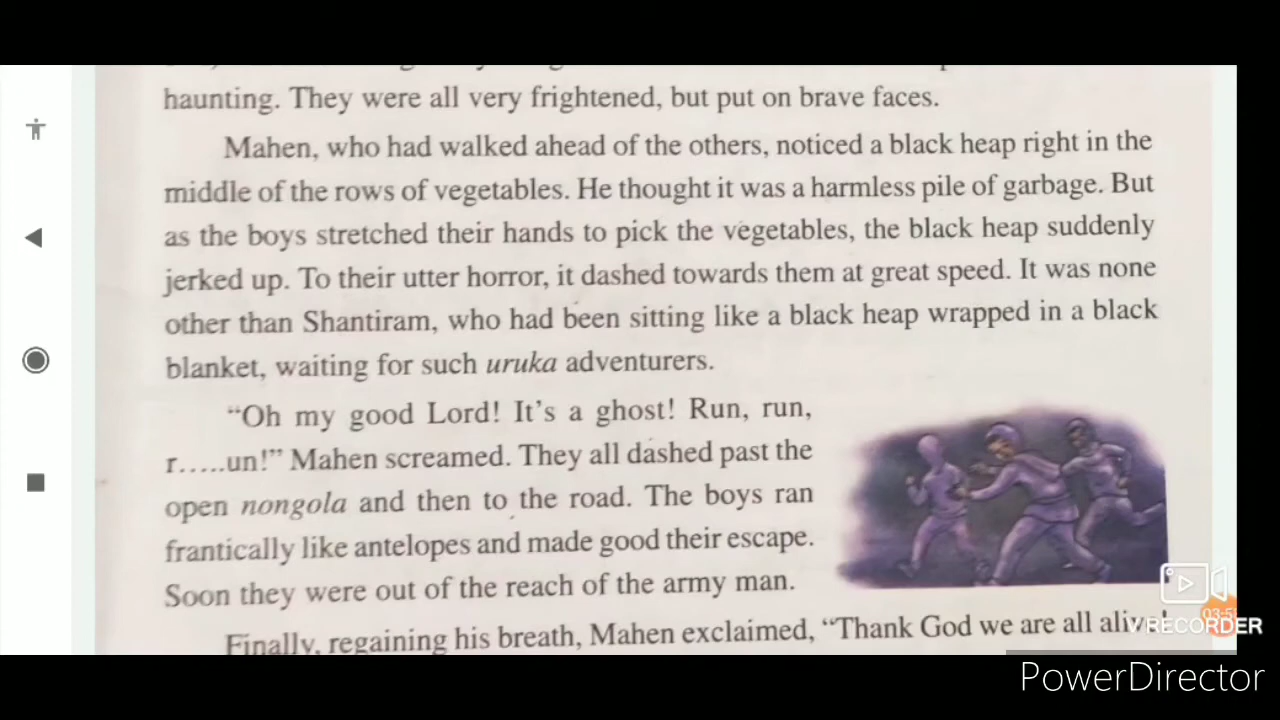 haunting. They were all very frightened, but put on brave faces.
Mahen, who had walked ahead of the others, noticed a black heap right in the
middle of the rows of vegetables. He thought it was a harmless pile of garbage. But
as the boys stretched their hands to pick the vegetables, the black heap suddenly
jerked up. To their utter horror, it dashed towards them at great speed. It was none
other than Shantiram, who had been sitting like a black heap wrapped in a black
blanket, waiting for such uruka adventurers.
“Oh my good Lord! It’s a ghost! Run, run,
r.....un!” Mahen screamed. They all dashed past the
open nongola and then to the road. The boys ran
frantically like antelopes and made good their escape.
Soon they were out of the reach of the army man.
Finally, regaining his breath, Mahen exclaimed, “Thank God we are all alive!
RECORDER
PowerDirector